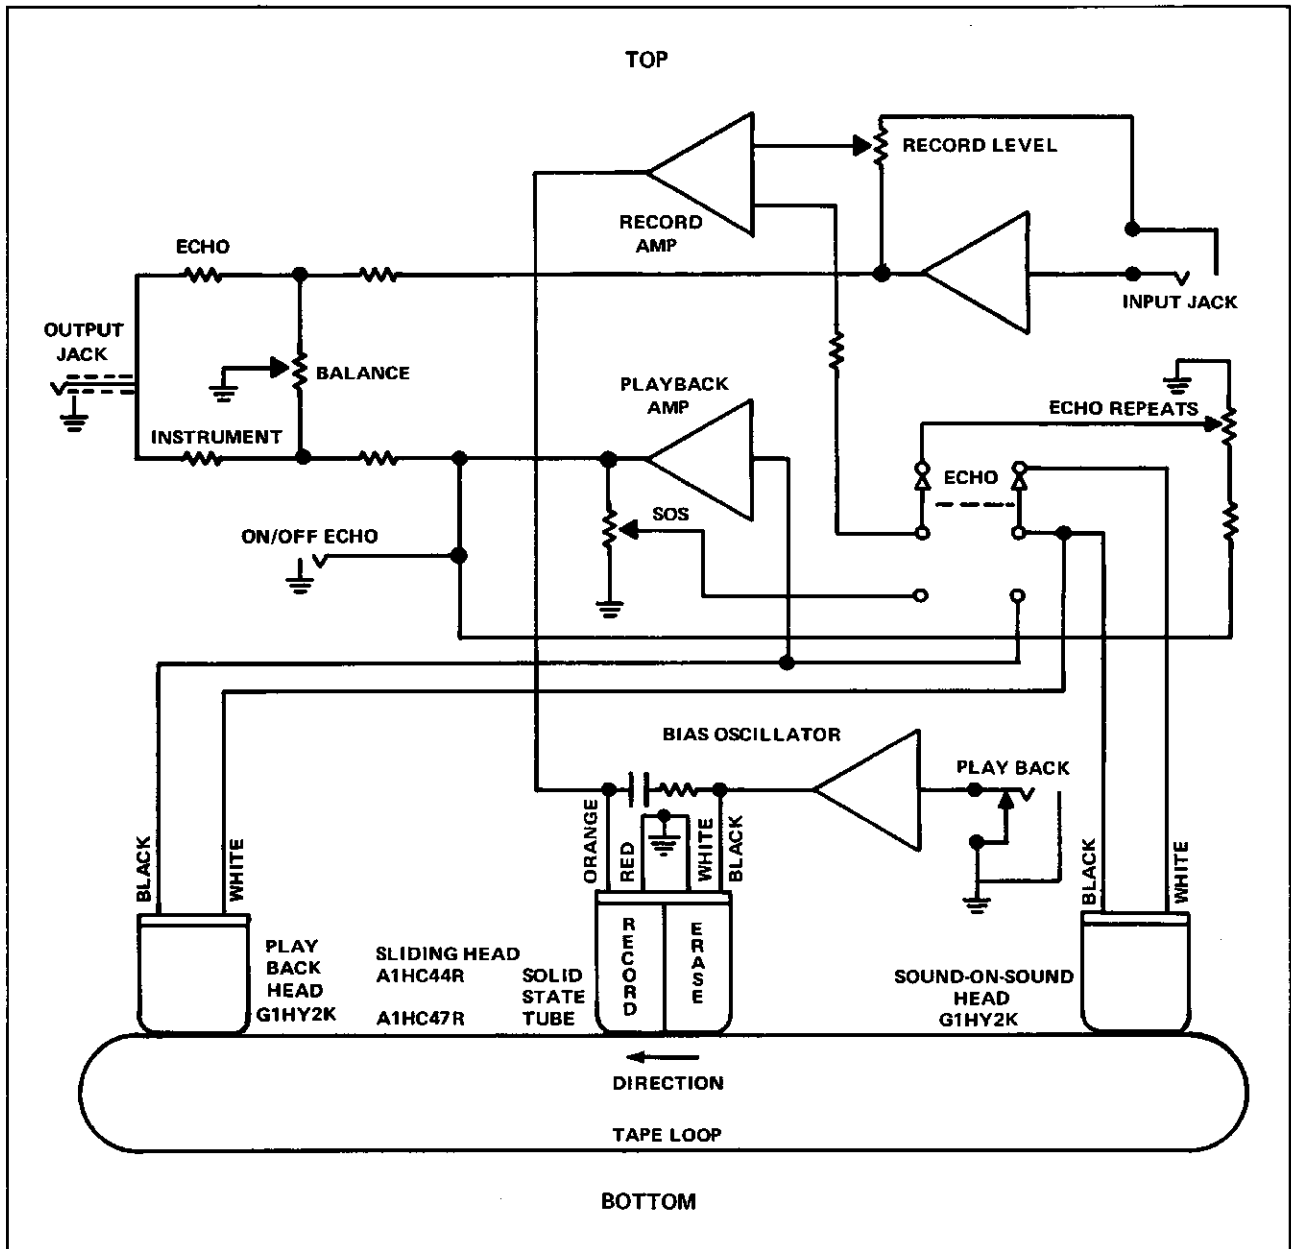 TOP
RECORD LEVEL
RECORD
AMP
ECHO
INPUT JACK
OUTPUT
JACK
BALANCE
PLAYBACK
AMP
ECHO REPEATS
INSTRUMENT
ECHO
SOS
ON/OFF ECHO
BIAS OSCILLATOR
PLAY BACK
BLACK
WHITE
ORANGE
RED
WHITE
BLACK
BLACK
WHITE
PLAY
BACK
HEAD
G1HY2K
SLIDING HEAD
A1HC44R
A1HC47R
SOLID
STATE
TUBE
RECORD
ERASE
SOUND-ON-SOUND
HEAD
G1HY2K
DIRECTION
TAPE LOOP
BOTTOM